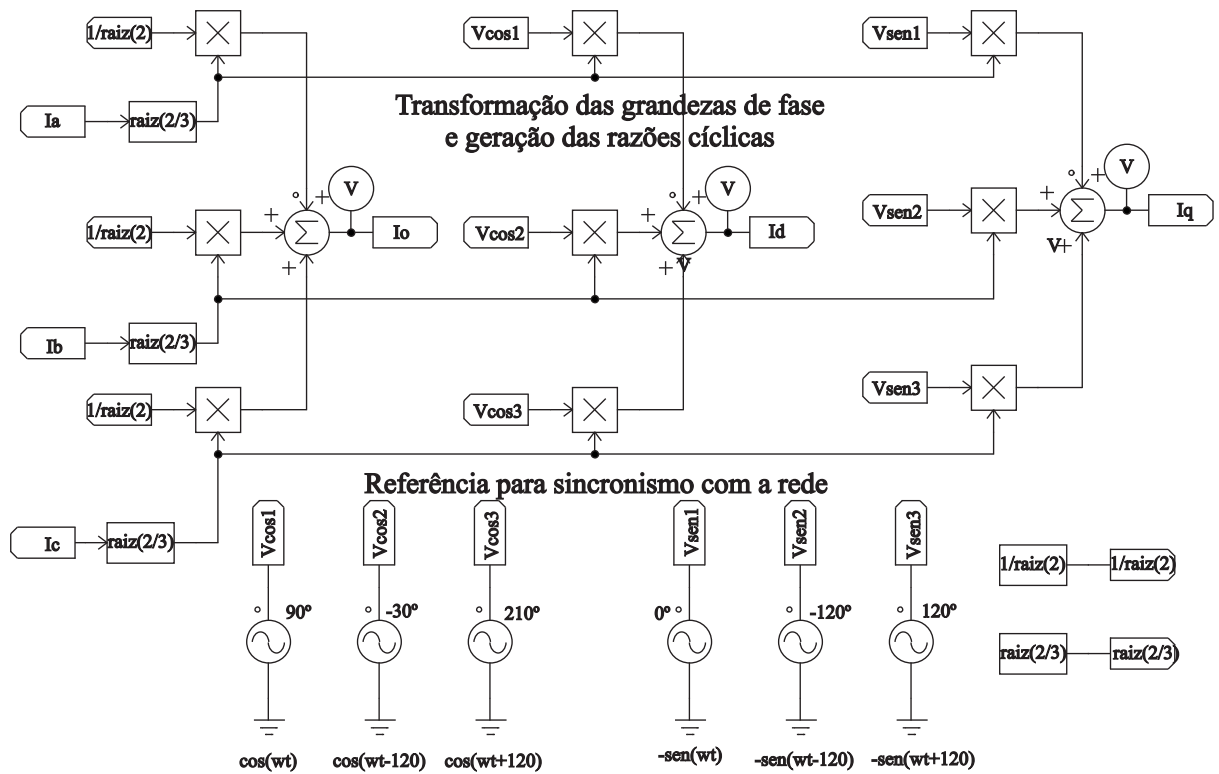 1/raiz(2)
Vcos1
Vsen1
Ia
raiz(2/3)
Transformação das grandezas de fase
e geração das razões cíclicas
V
V
V
1/raiz(2)
Io
Vcos2
Id
Vsen2
Iq
V
V
Ib
raiz(2/3)
1/raiz(2)
Vcos3
Vsen3
Referência para sincronismo com a rede
Ic
raiz(2/3)
Vcos1
Vcos2
Vcos3
Vsen1
Vsen2
Vsen3
1/raiz(2)
1/raiz(2)
90º
-30º
210º
0º
-120º
120º
raiz(2/3)
raiz(2/3)
cos(wt)
cos(wt-120)
cos(wt+120)
-sen(wt)
-sen(wt-120)
-sen(wt+120)